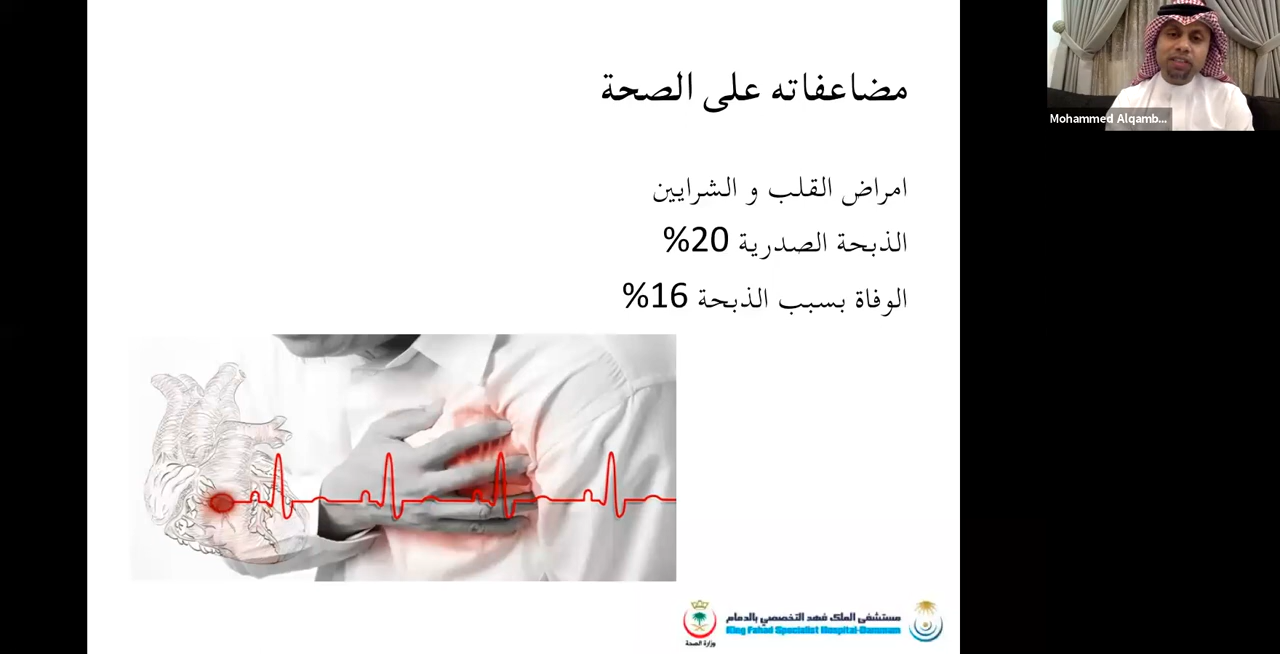 مضاعفاته على الصحة
امراض القلب و الشرايين
الذبحة الصدرية 20%
الوفاة بسبب الذبحة 16%
Mohammed Alqamb...
مستشفى الملك فهد التخصصي بالدمام
King Fahad Specialist Hospital-Dammam
وزارة الصحة